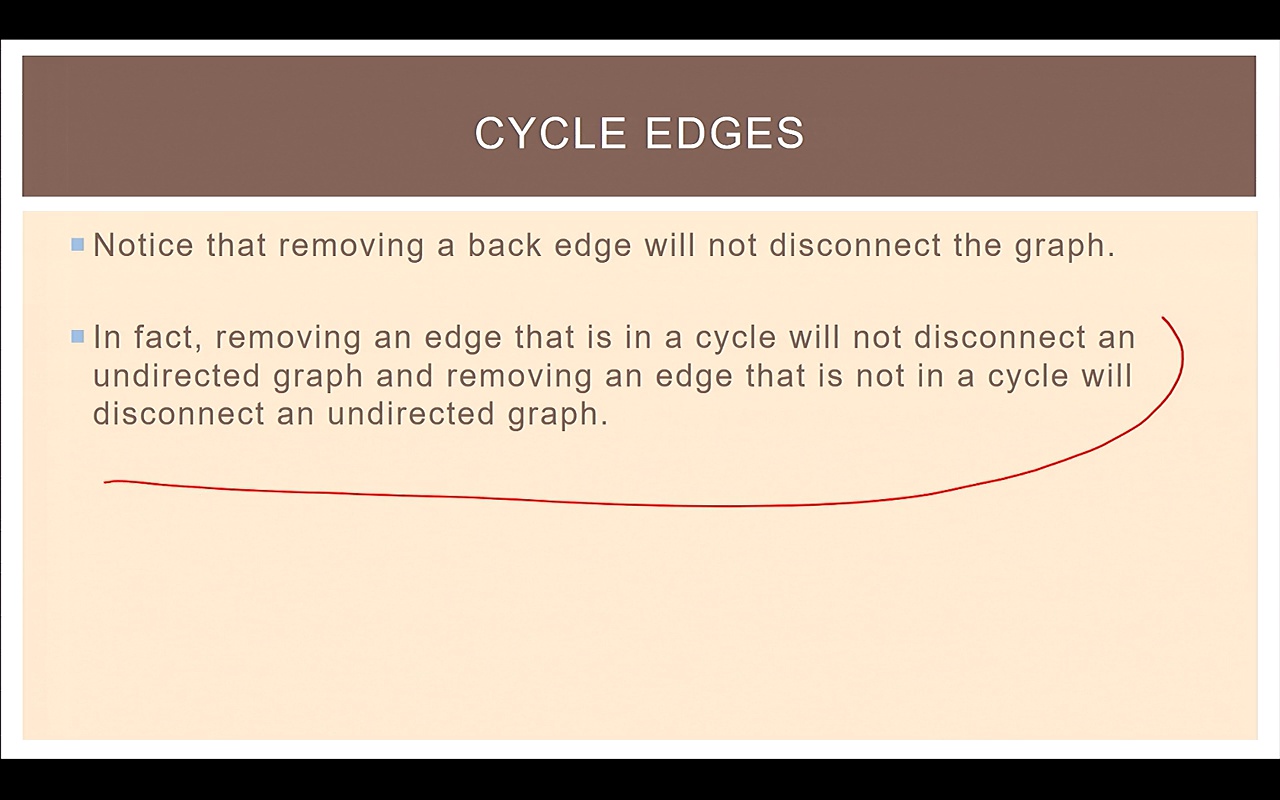 CYCLE EDGES
Notice that removing a back edge will not disconnect the graph.
In fact, removing an edge that is in a cycle will not disconnect an
undirected graph and removing an edge that is not in a cycle will
disconnect an undirected graph.